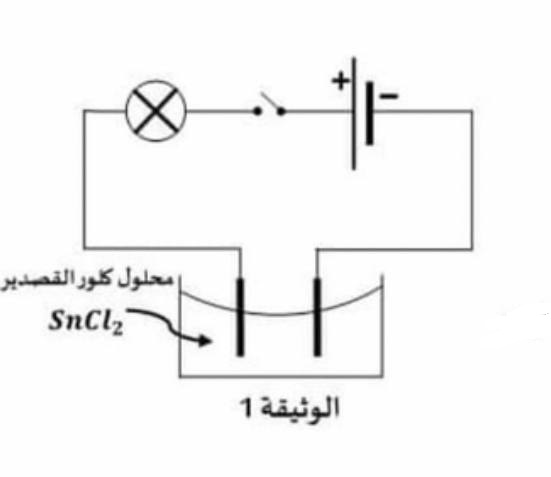 + −
محلول كلور القصدير
SnCl₂
الوثيقة 1